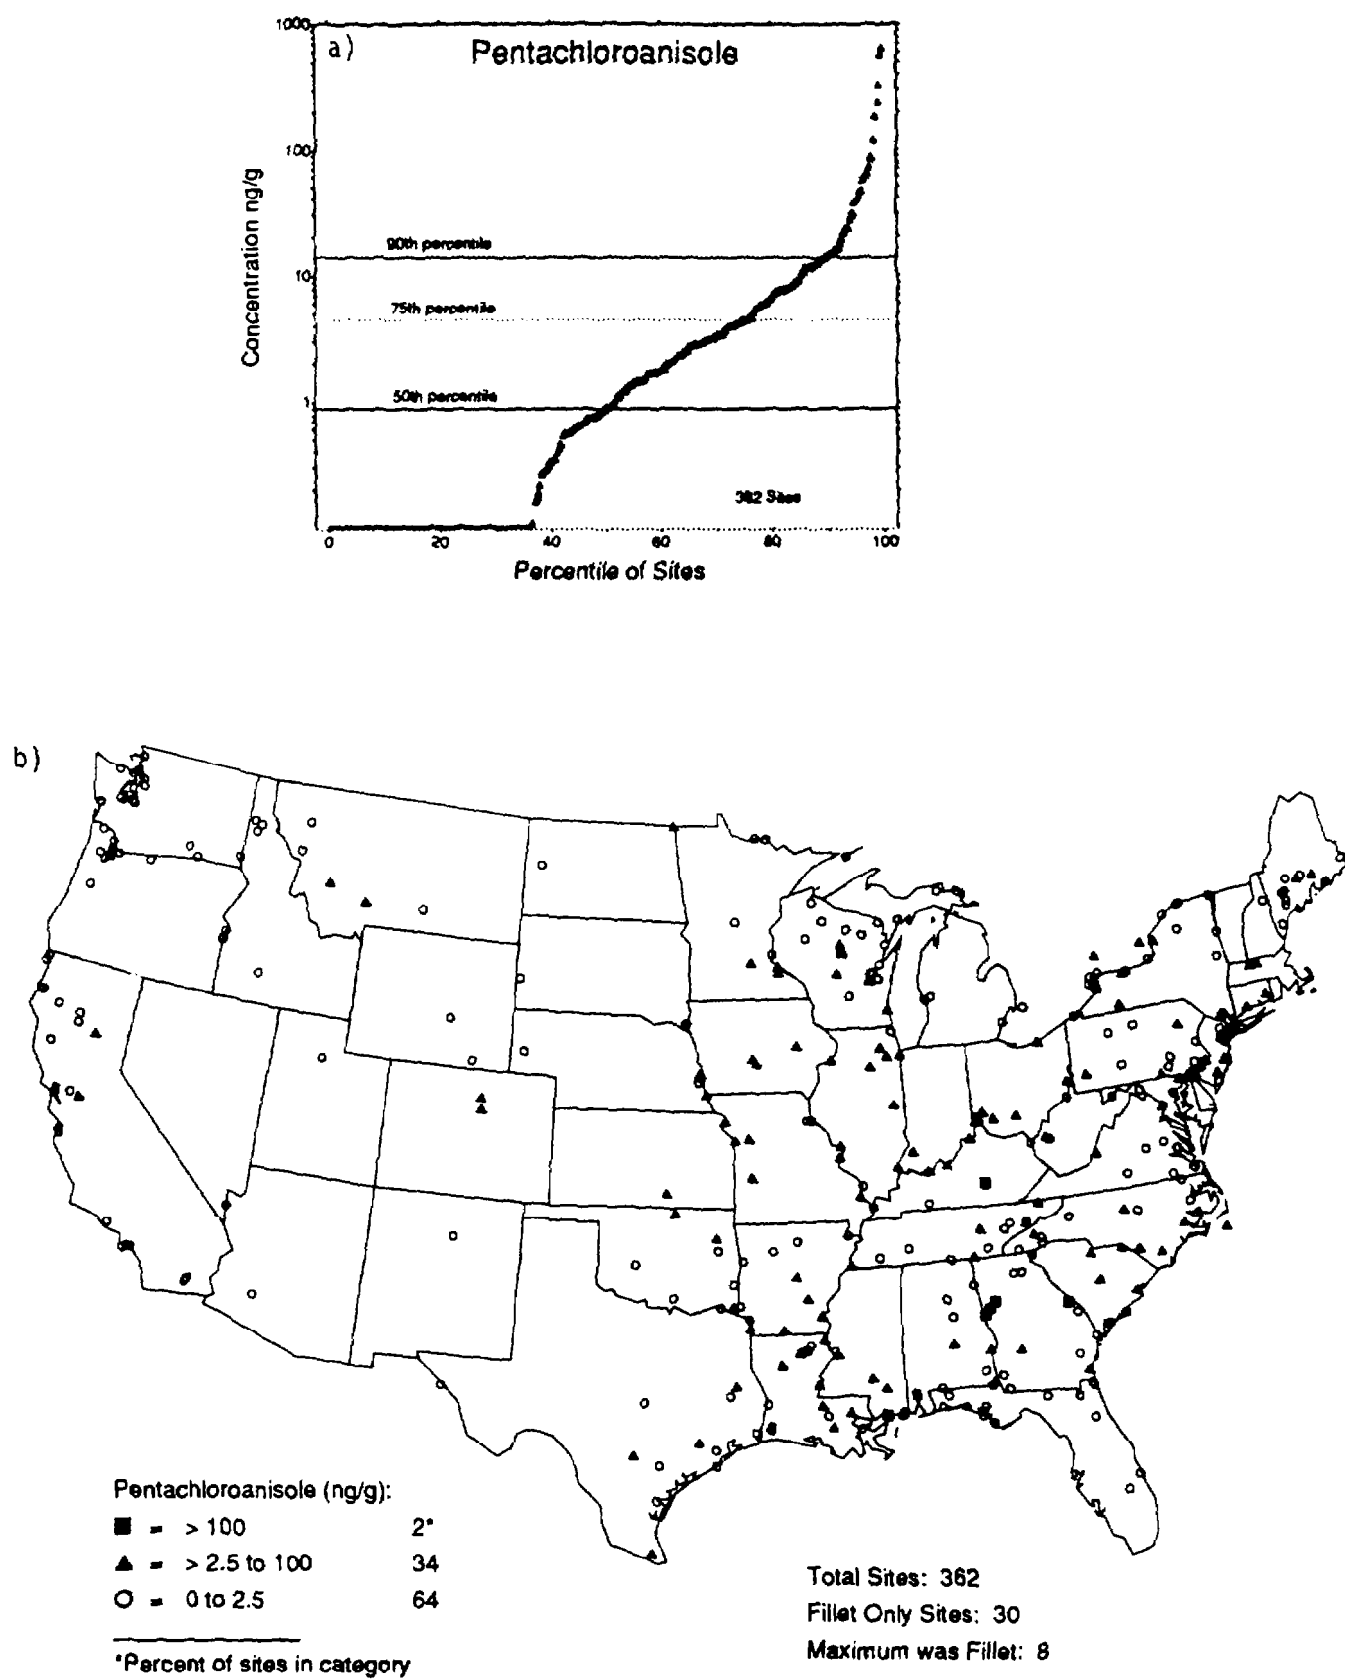 a)
Pentachloroanisole
1000
100
10
1
Concentration ng/g
90th percentile
75th percentile
50th percentile
362 Sites
0 20 40 60 80 100
Percentile of Sites
b)
Pentachloroanisole (ng/g):
■ = > 100 2*
▲ = > 2.5 to 100 34
○ = 0 to 2.5 64
*Percent of sites in category
Total Sites: 362
Fillet Only Sites: 30
Maximum was Fillet: 8